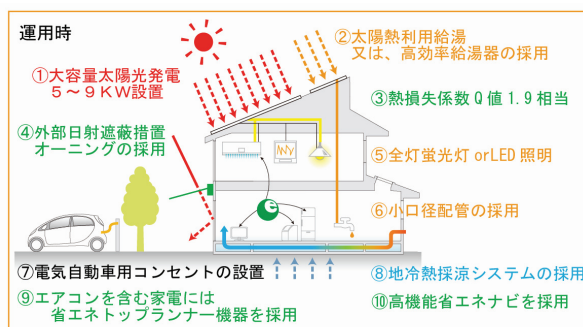 運用時
①大容量太陽光発電
5～9KW設置
②太陽熱利用給湯
又は、高効率給湯器の採用
③熱損失係数Q値1.9相当
④外部日射遮蔽措置
オーニングの採用
⑤全灯蛍光灯orLED照明
⑥小口径配管の採用
⑦電気自動車用コンセントの設置
⑧地冷熱採涼システムの採用
⑨エアコンを含む家電には
省エネトップランナー機器を採用
⑩高機能省エネナビを採用
e